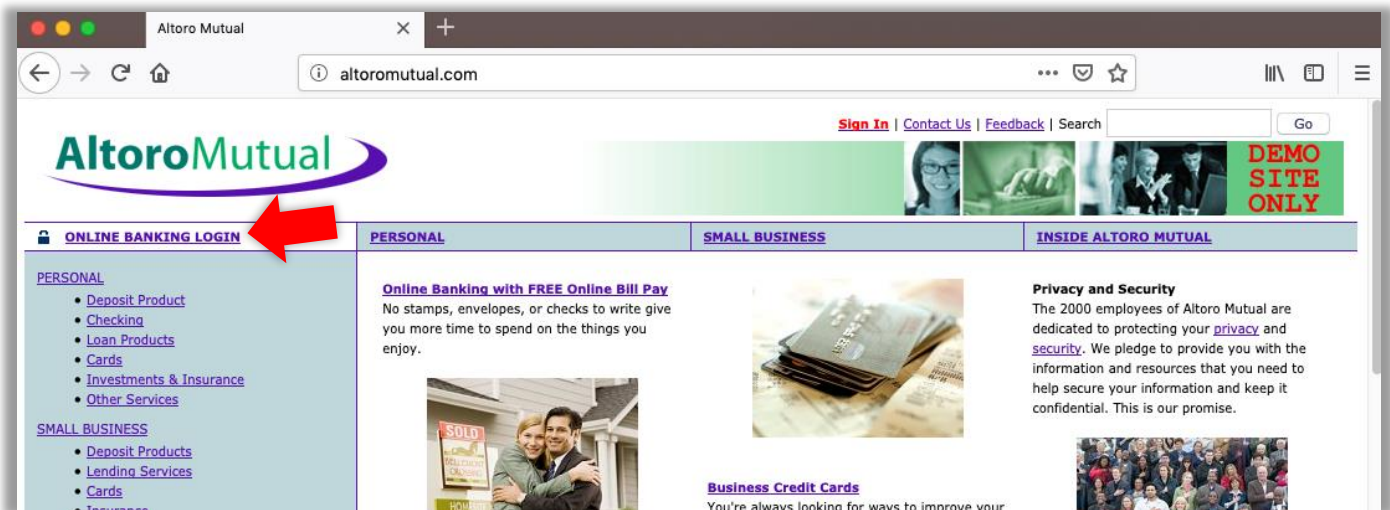 Altoro Mutual
altoromutual.com
Sign In | Contact Us | Feedback | Search
Go
AltoroMutual
DEMO
SITE
ONLY
ONLINE BANKING LOGIN
PERSONAL
SMALL BUSINESS
INSIDE ALTORO MUTUAL
PERSONAL
Deposit Product
Checking
Loan Products
Cards
Investments & Insurance
Other Services
SMALL BUSINESS
Deposit Products
Lending Services
Cards
Insurance
Online Banking with FREE Online Bill Pay
No stamps, envelopes, or checks to write give
you more time to spend on the things you
enjoy.
SOLD
Business Credit Cards
You're always looking for ways to improve your
Privacy and Security
The 2000 employees of Altoro Mutual are
dedicated to protecting your privacy and
security. We pledge to provide you with the
information and resources that you need to
help secure your information and keep it
confidential. This is our promise.